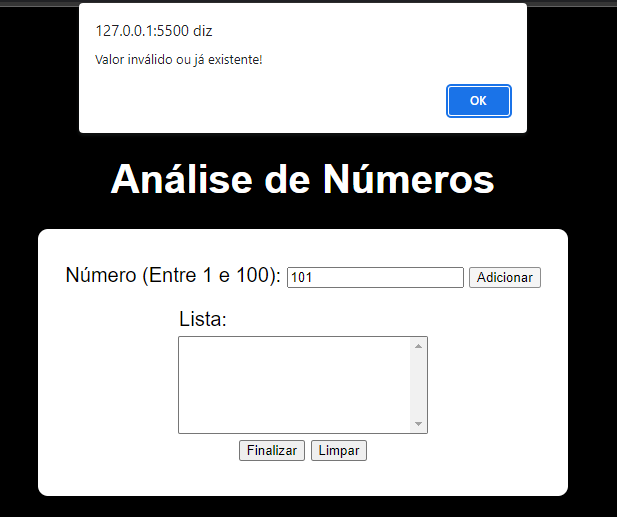 127.0.0.1:5500 diz
Valor inválido ou já existente!
OK
Análise de Números
Número (Entre 1 e 100): 101 Adicionar
Lista:
Finalizar Limpar